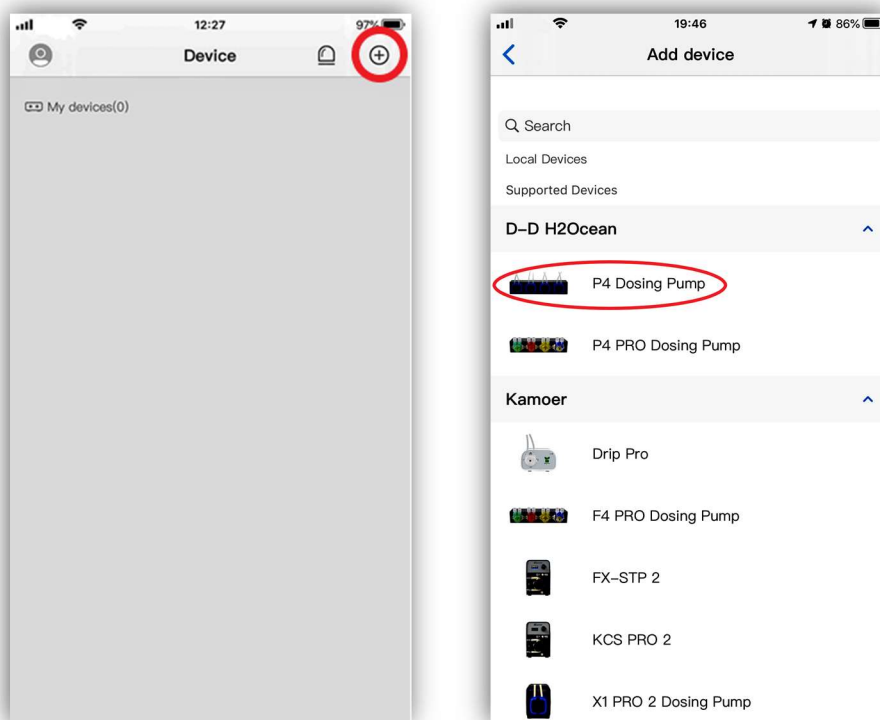 12:27
97%
Device
My devices(0)
19:46
86%
Add device
Search
Local Devices
Supported Devices
D-D H2Ocean
P4 Dosing Pump
P4 PRO Dosing Pump
Kamoer
Drip Pro
F4 PRO Dosing Pump
FX-STP 2
KCS PRO 2
X1 PRO 2 Dosing Pump